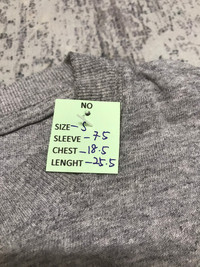 NO
SIZE - S
SLEEVE - 7.5
CHEST - 18.5
LENGHT - 25.5